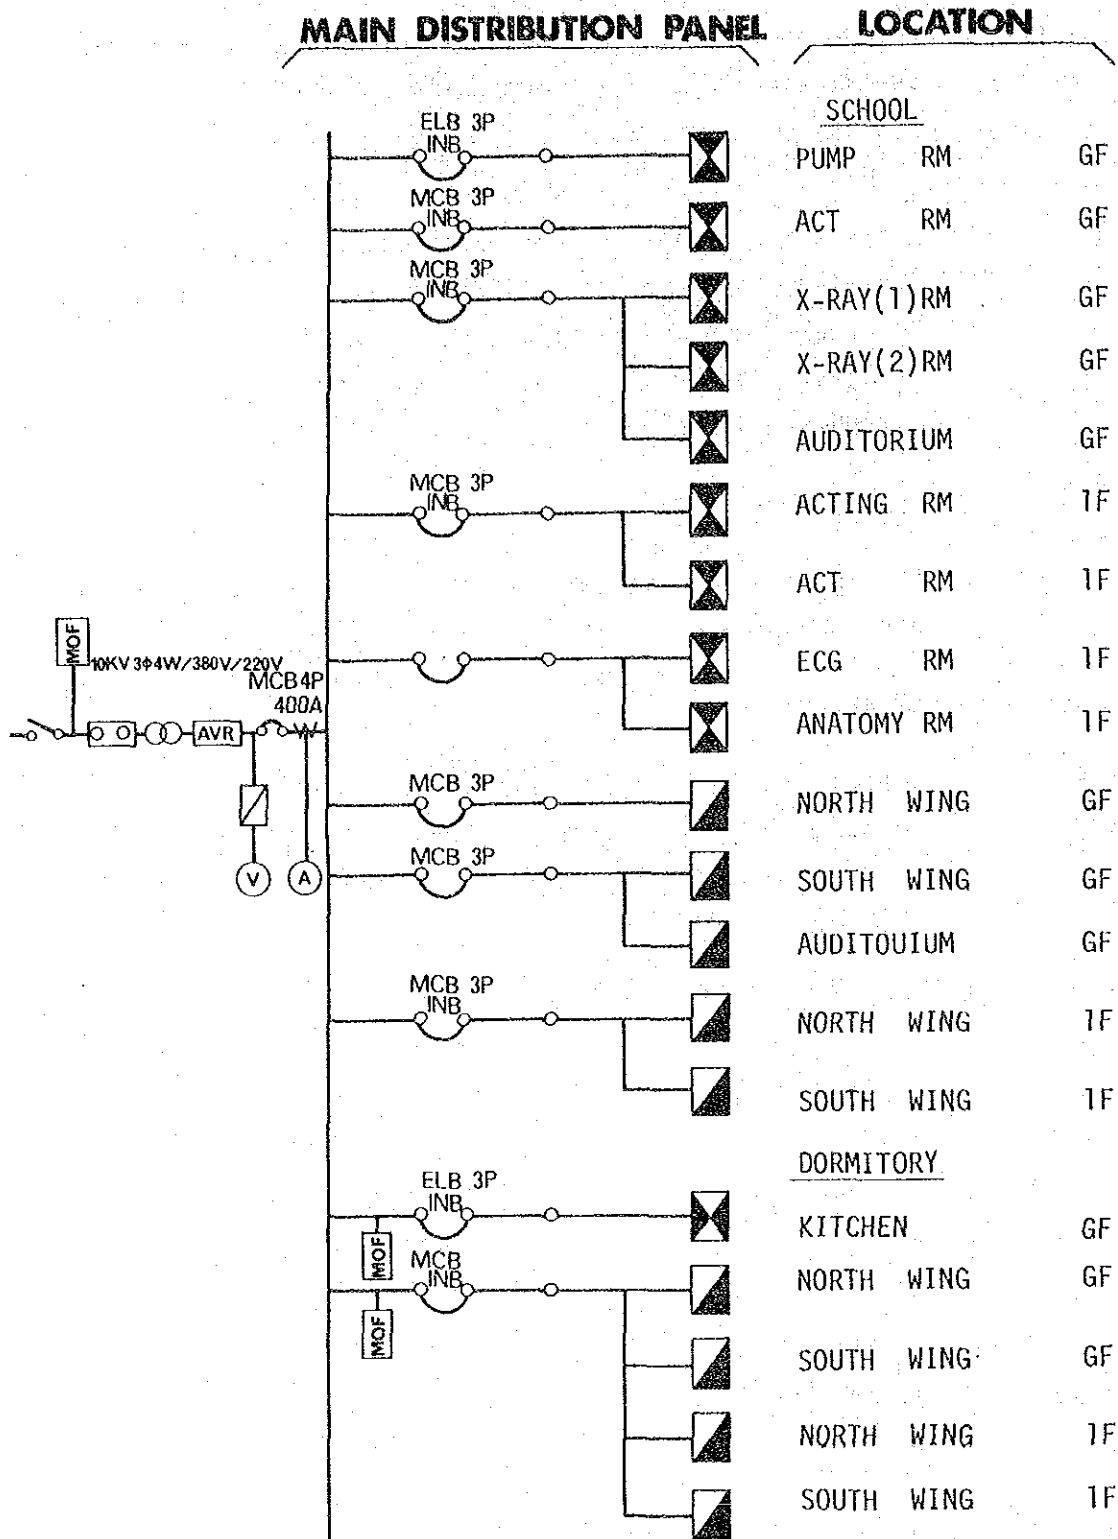 MAIN DISTRIBUTION PANEL LOCATION
SCHOOL
ELB 3P
INB
PUMP RM GF
MCB 3P
INB
ACT RM GF
MCB 3P
INB
X-RAY(1)RM GF
X-RAY(2)RM GF
AUDITORIUM GF
MCB 3P
INB
ACTING RM 1F
ACT RM 1F
MOF
10KV 3Φ4W/380V/220V
ECG RM 1F
MCB4P
400A
AVR
ANATOMY RM 1F
MCB 3P
NORTH WING GF
MCB 3P
V A
SOUTH WING GF
AUDITOUIUM GF
MCB 3P
INB
NORTH WING 1F
SOUTH WING 1F
DORMITORY
ELB 3P
INB
KITCHEN GF
MOF
MCB
INB
NORTH WING GF
MOF
SOUTH WING GF
NORTH WING 1F
SOUTH WING 1F